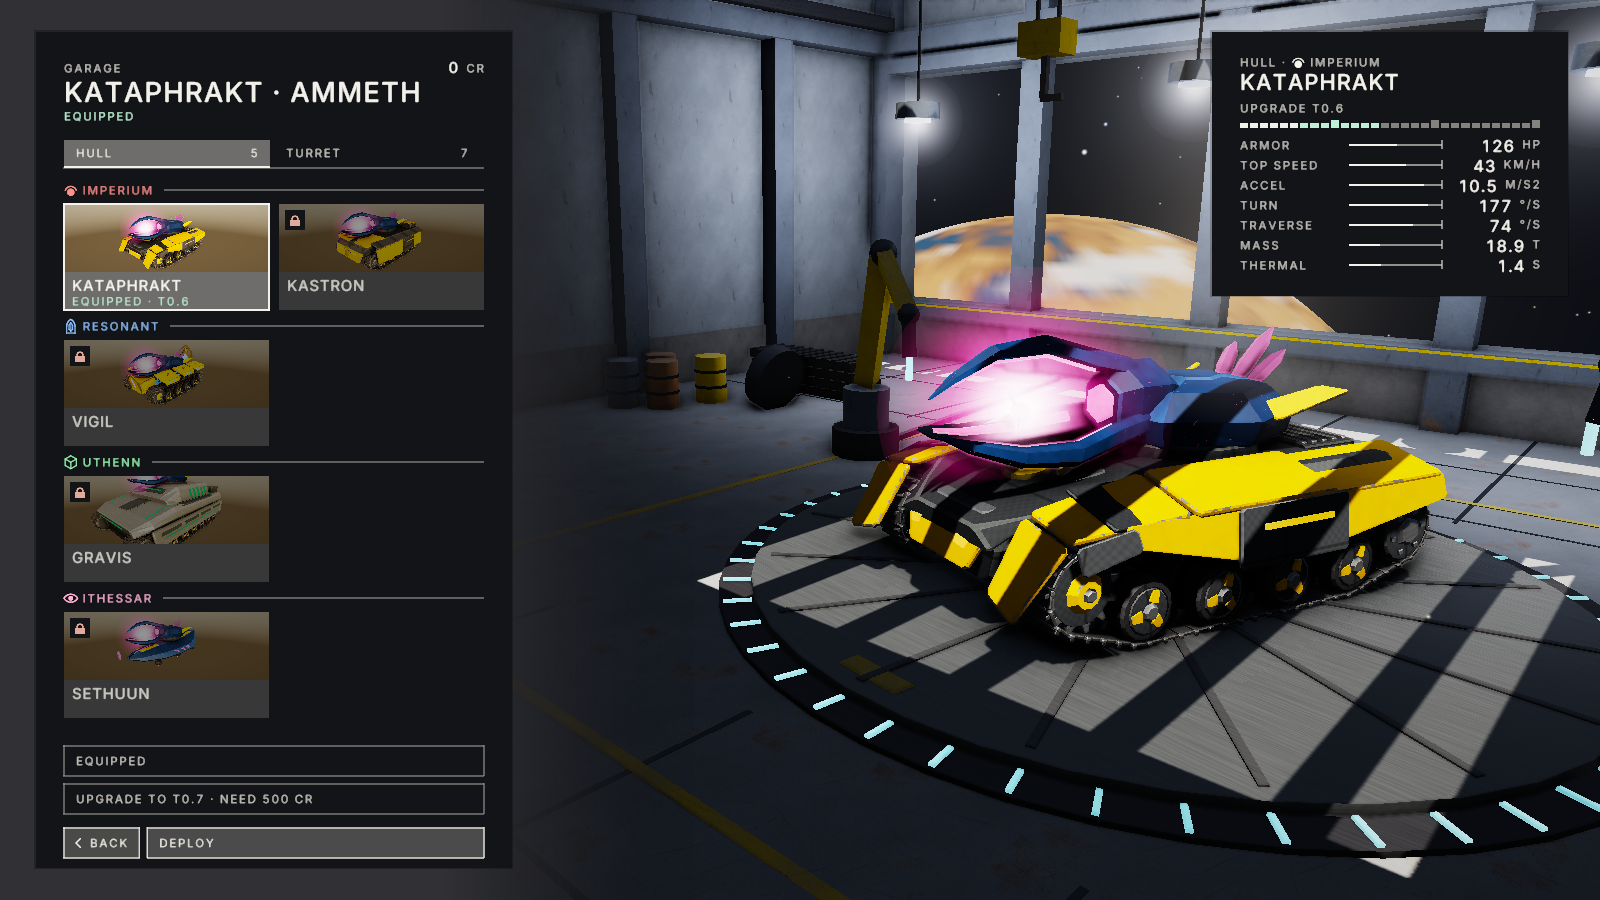 GARAGE
0 CR
KATAPHRAKT · AMMETH
EQUIPPED
HULL 5
TURRET 7
IMPERIUM
KATAPHRAKT
EQUIPPED · T0.6
KASTRON
RESONANT
VIGIL
UTHENN
GRAVIS
ITHESSAR
SETHUUN
EQUIPPED
UPGRADE TO T0.7 · NEED 500 CR
BACK
DEPLOY
HULL · IMPERIUM
KATAPHRAKT
UPGRADE T0.6
ARMOR 126 HP
TOP SPEED 43 KM/H
ACCEL 10.5 M/S2
TURN 177 °/S
TRAVERSE 74 °/S
MASS 18.9 T
THERMAL 1.4 S